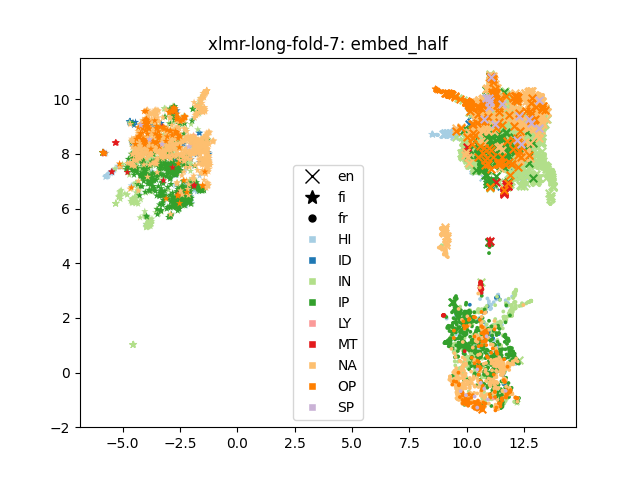 xlmr-long-fold-7: embed_half
10
8
6
4
2
0
−2
−5.0
−2.5
0.0
2.5
5.0
7.5
10.0
12.5
en
fi
fr
HI
ID
IN
IP
LY
MT
NA
OP
SP